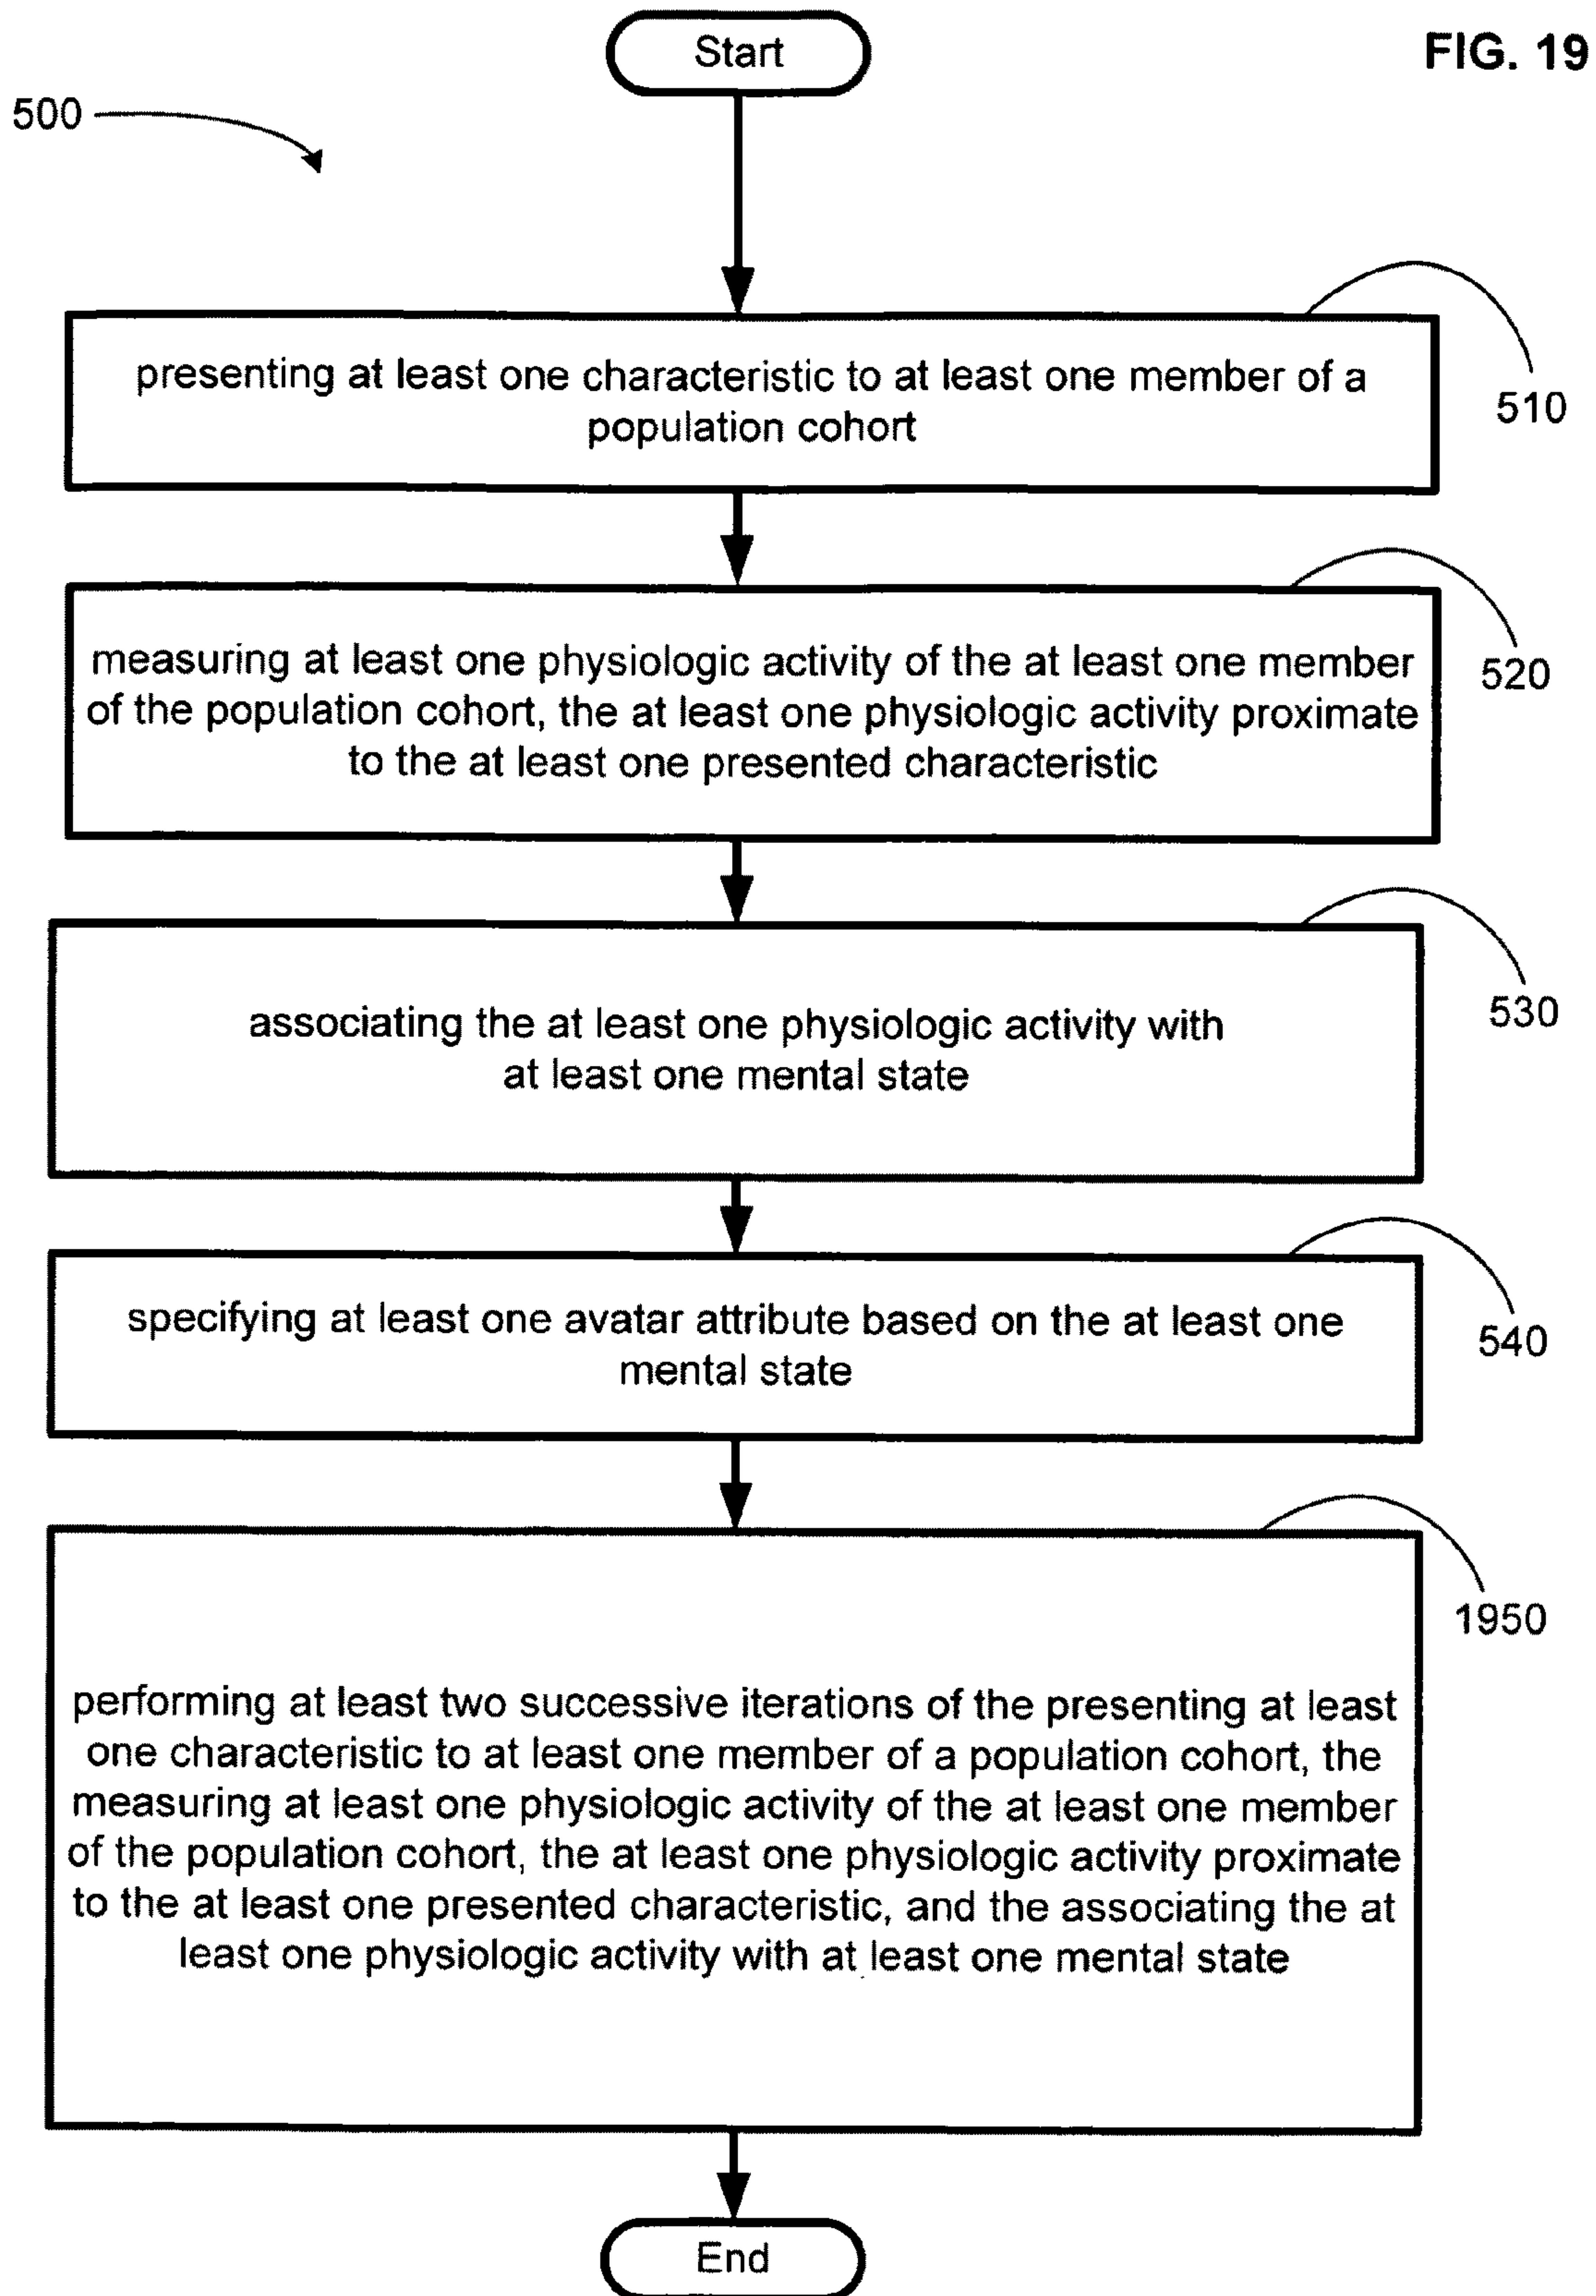 Start
FIG. 19
500
presenting at least one characteristic to at least one member of a
population cohort
510
measuring at least one physiologic activity of the at least one member
of the population cohort, the at least one physiologic activity proximate
to the at least one presented characteristic
520
associating the at least one physiologic activity with
at least one mental state
530
specifying at least one avatar attribute based on the at least one
mental state
540
performing at least two successive iterations of the presenting at least
one characteristic to at least one member of a population cohort, the
measuring at least one physiologic activity of the at least one member
of the population cohort, the at least one physiologic activity proximate
to the at least one presented characteristic, and the associating the at
least one physiologic activity with at least one mental state
1950
End